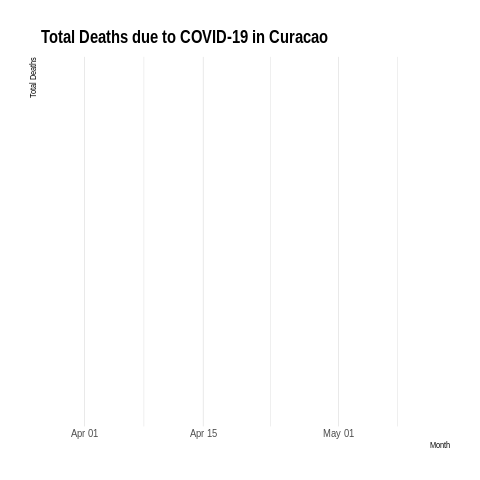 Total Deaths due to COVID-19 in Curacao
Total Deaths
Apr 01
Apr 15
May 01
Month